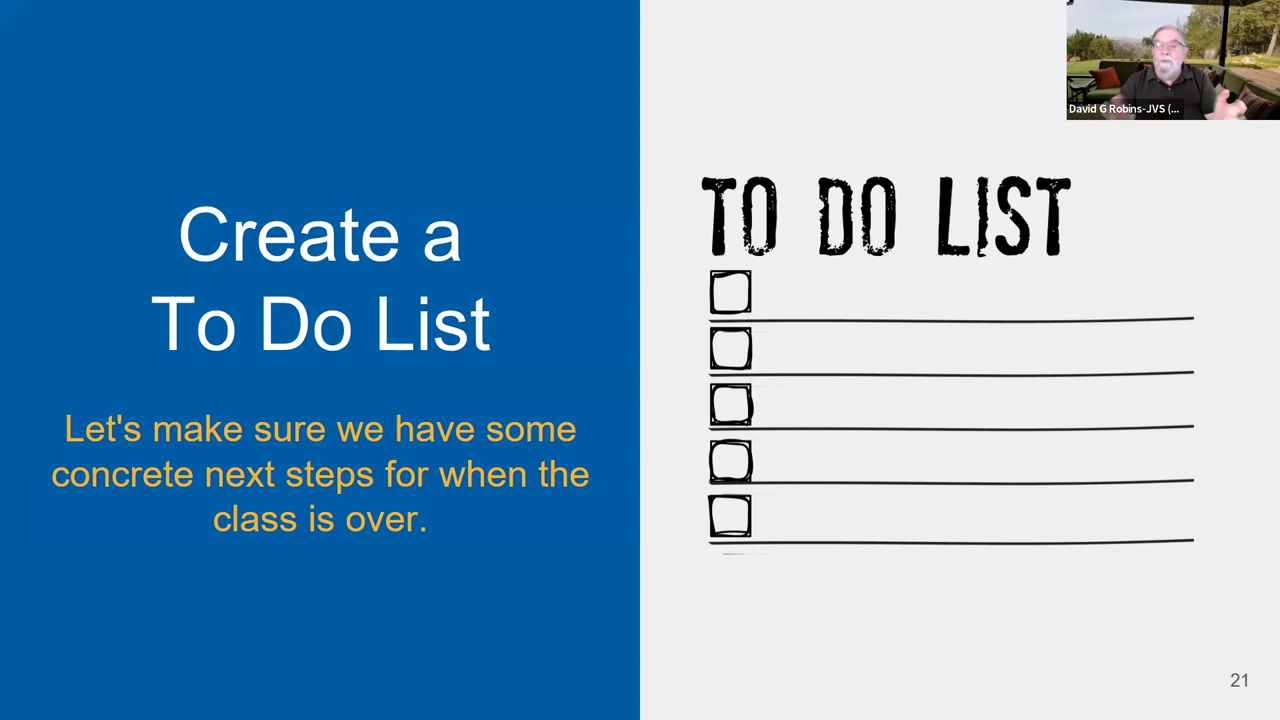 Create a
To Do List
Let's make sure we have some
concrete next steps for when the
class is over.
David G Robins-JVS (...
TO DO LIST
21